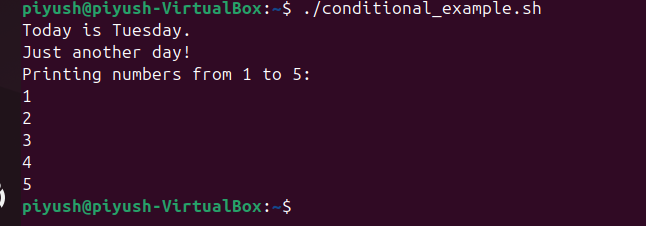 piyush@piyush-VirtualBox:~$ ./conditional_example.sh
Today is Tuesday.
Just another day!
Printing numbers from 1 to 5:
1
2
3
4
5
piyush@piyush-VirtualBox:~$